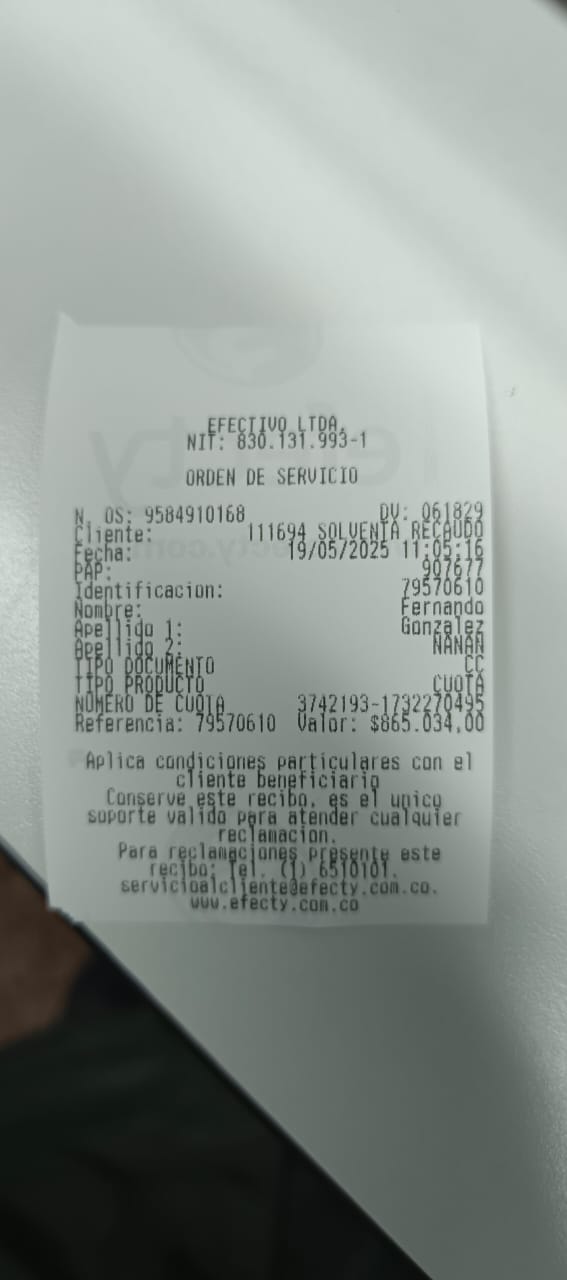 EFECTIVO LTDA.
NIT: 830.131.993-1
ORDEN DE SERVICIO
N. OS: 9584910168 DV: 061829
Cliente: 111694 SOLVENTA RECAUDO
Fecha: 19/05/2025 11:05:16
PAP: 907677
Identificacion: 79570610
Nombre: Fernando
Apellido 1: Gonzalez
Apellido 2: NANAN
TIPO DOCUMENTO CC
TIPO PRODUCTO CUOTA
NUMERO DE CUOTA 3742193-1732270495
Referencia: 79570610 Valor: $865.034,00
Aplica condiciones particulares con el
cliente beneficiario
Conserve este recibo, es el unico
soporte valido para atender cualquier
reclamacion.
Para reclamaciones presente este
recibo; Tel. (1) 6510101.
servicioalcliente@efecty.com.co.
www.efecty.com.co